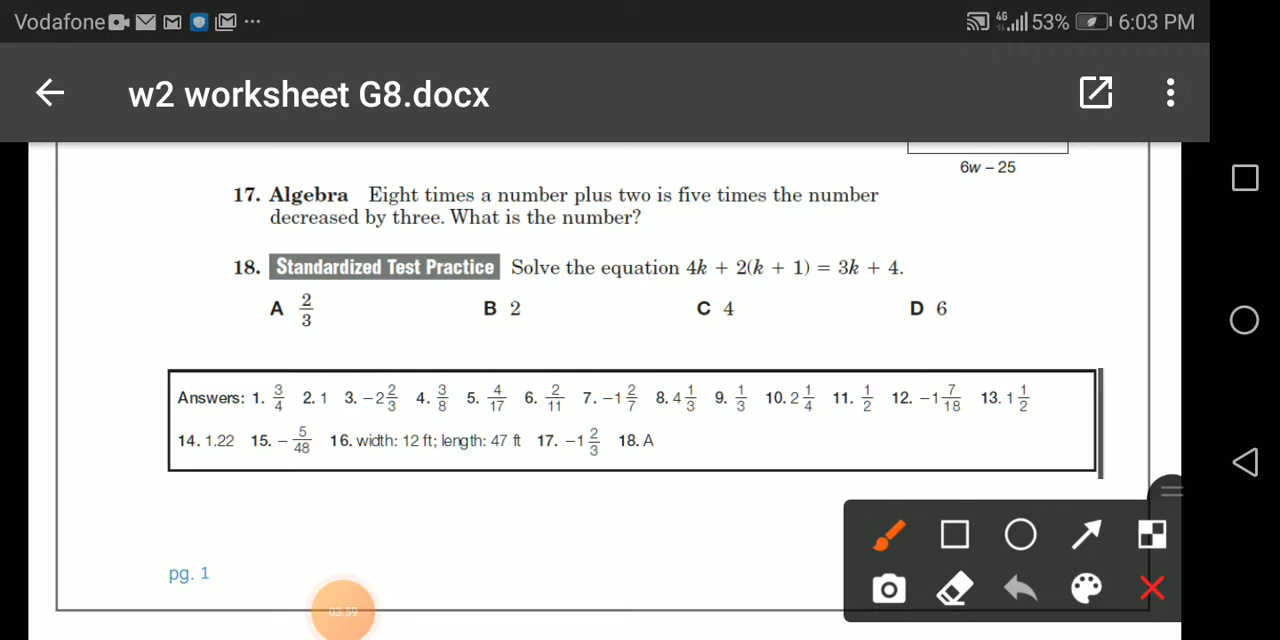 Vodafone ... 4G 53% 6:03 PM
w2 worksheet G8.docx
6w – 25
17. Algebra Eight times a number plus two is five times the number
decreased by three. What is the number?
18. Standardized Test Practice Solve the equation 4k + 2(k + 1) = 3k + 4.
A 2/3 B 2 C 4 D 6
Answers: 1. 3/4 2. 1 3. –2 2/3 4. 3/8 5. 4/17 6. 2/11 7. –1 2/7 8. 4 1/3 9. 1/3 10. 2 1/4 11. 1/2 12. –1 7/18 13. 1 1/2
14. 1.22 15. – 5/48 16. width: 12 ft; length: 47 ft 17. –1 2/3 18. A
pg. 1
03:59